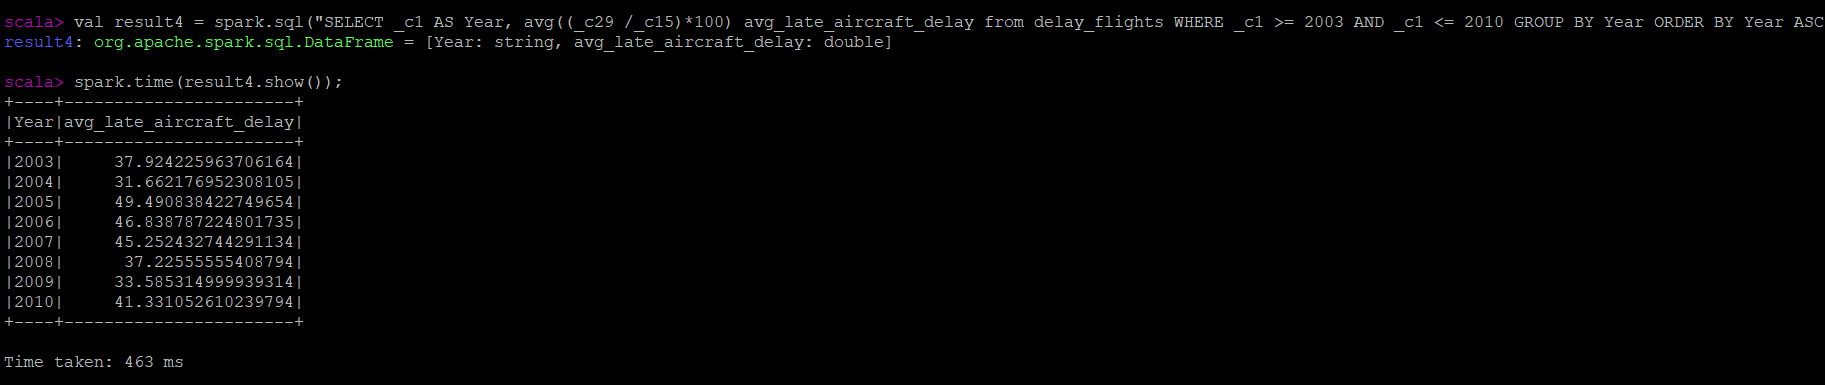 scala> val result4 = spark.sql("SELECT _c1 AS Year, avg((_c29 /_c15)*100) avg_late_aircraft_delay from delay_flights WHERE _c1 >= 2003 AND _c1 <= 2010 GROUP BY Year ORDER BY Year ASC
result4: org.apache.spark.sql.DataFrame = [Year: string, avg_late_aircraft_delay: double]
scala> spark.time(result4.show());
+----+-----------------------+
|Year|avg_late_aircraft_delay|
+----+-----------------------+
|2003|     37.924225963706164|
|2004|     31.662176952308105|
|2005|     49.490838422749654|
|2006|     46.838787224801735|
|2007|     45.252432744291134|
|2008|      37.22555555408794|
|2009|     33.585314999939314|
|2010|     41.331052610239794|
+----+-----------------------+
Time taken: 463 ms